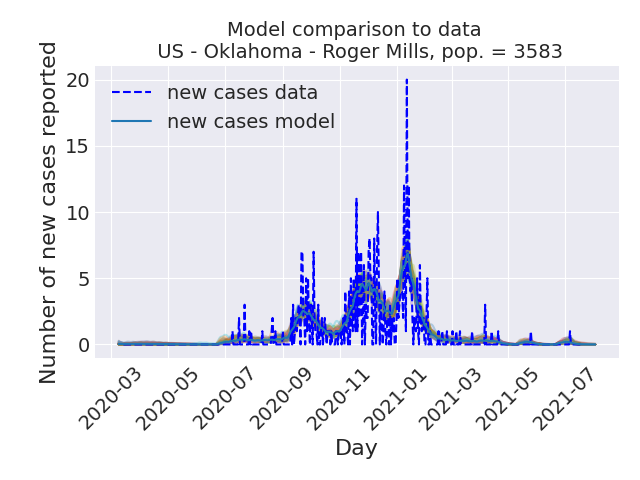 Model comparison to data
US - Oklahoma - Roger Mills, pop. = 3583
Number of new cases reported
20
15
10
5
0
new cases data
new cases model
2020-03
2020-05
2020-07
2020-09
2020-11
2021-01
2021-03
2021-05
2021-07
Day